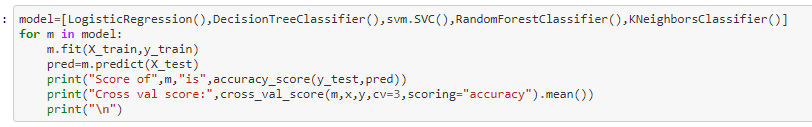 : model=[LogisticRegression(),DecisionTreeClassifier(),svm.SVC(),RandomForestClassifier(),KNeighborsClassifier()]
for m in model:
    m.fit(X_train,y_train)
    pred=m.predict(X_test)
    print("Score of",m,"is",accuracy_score(y_test,pred))
    print("Cross val score:",cross_val_score(m,x,y,cv=3,scoring="accuracy").mean())
    print("\n")